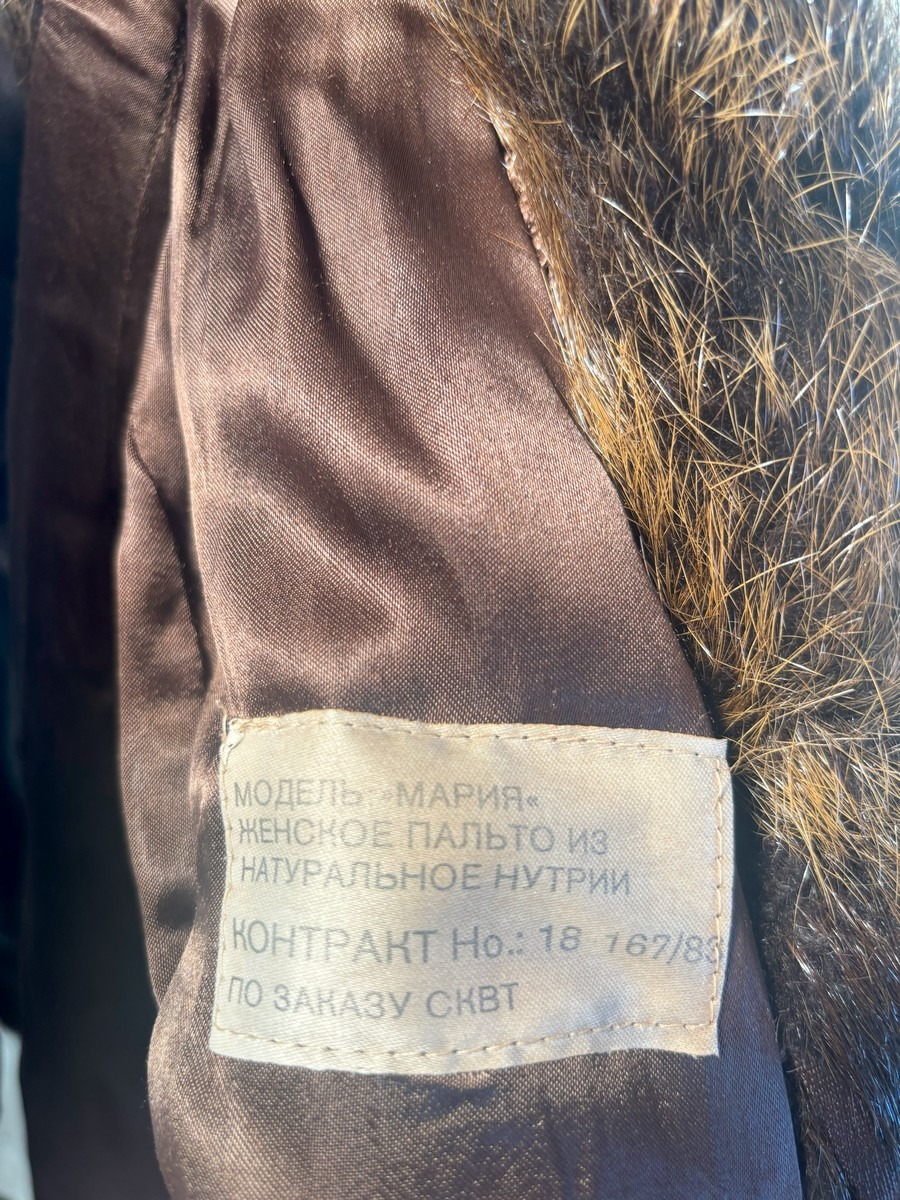 МОДЕЛЬ: »МАРИЯ«
ЖЕНСКОЕ ПАЛЬТО ИЗ
НАТУРАЛЬНОЕ НУТРИИ
КОНТРАКТ Но.: 18 167/83
ПО ЗАКАЗУ СКВТ